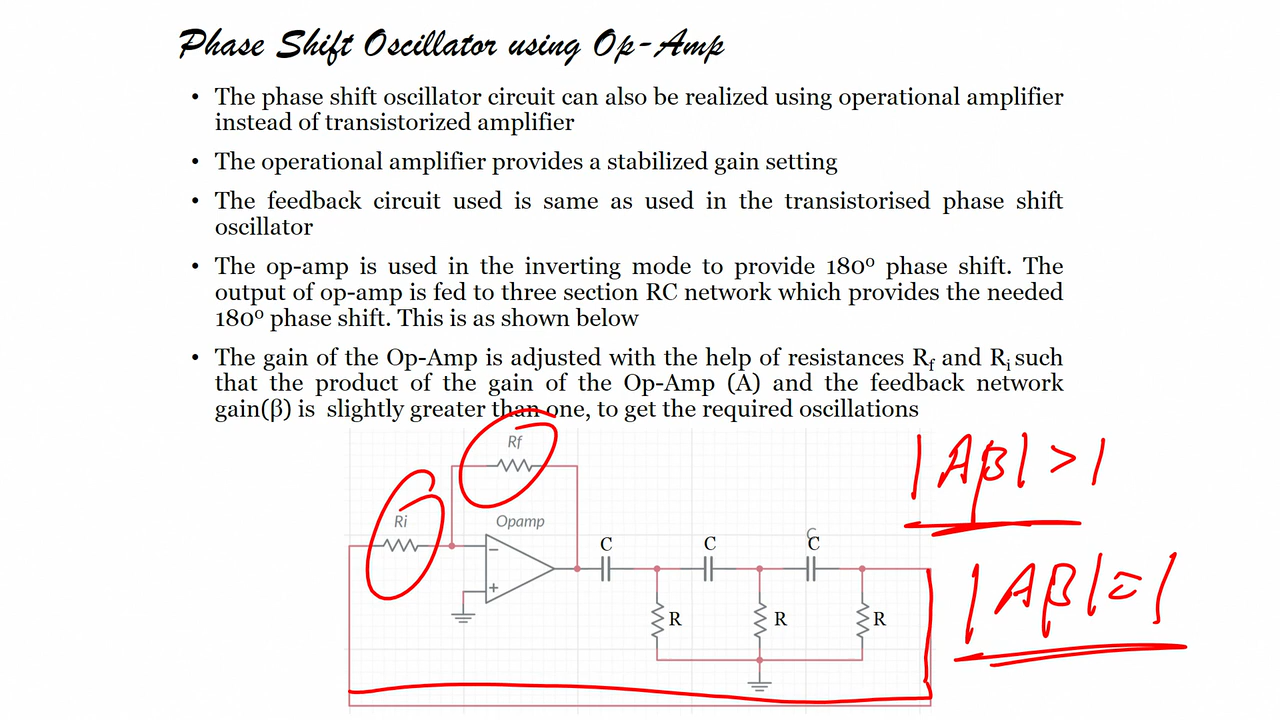 Phase Shift Oscillator using Op-Amp
• The phase shift oscillator circuit can also be realized using operational amplifier
instead of transistorized amplifier
• The operational amplifier provides a stabilized gain setting
• The feedback circuit used is same as used in the transistorised phase shift
oscillator
• The op-amp is used in the inverting mode to provide 180⁰ phase shift. The
output of op-amp is fed to three section RC network which provides the needed
180⁰ phase shift. This is as shown below
• The gain of the Op-Amp is adjusted with the help of resistances Rf and Ri such
that the product of the gain of the Op-Amp (A) and the feedback network
gain(β) is slightly greater than one, to get the required oscillations
Rf
|Aβ| > 1
Ri
Opamp
C C C
C
−
+
|Aβ| = 1
R R R